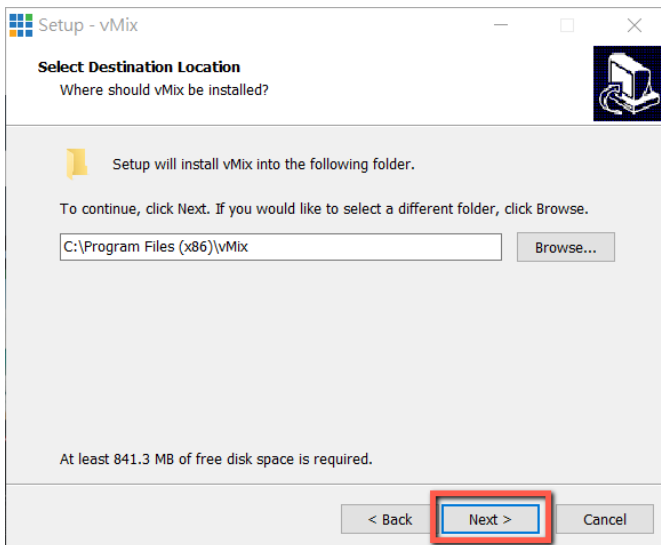 Setup - vMix
Select Destination Location
Where should vMix be installed?
Setup will install vMix into the following folder.
To continue, click Next. If you would like to select a different folder, click Browse.
C:\Program Files (x86)\vMix
Browse...
At least 841.3 MB of free disk space is required.
< Back
Next >
Cancel